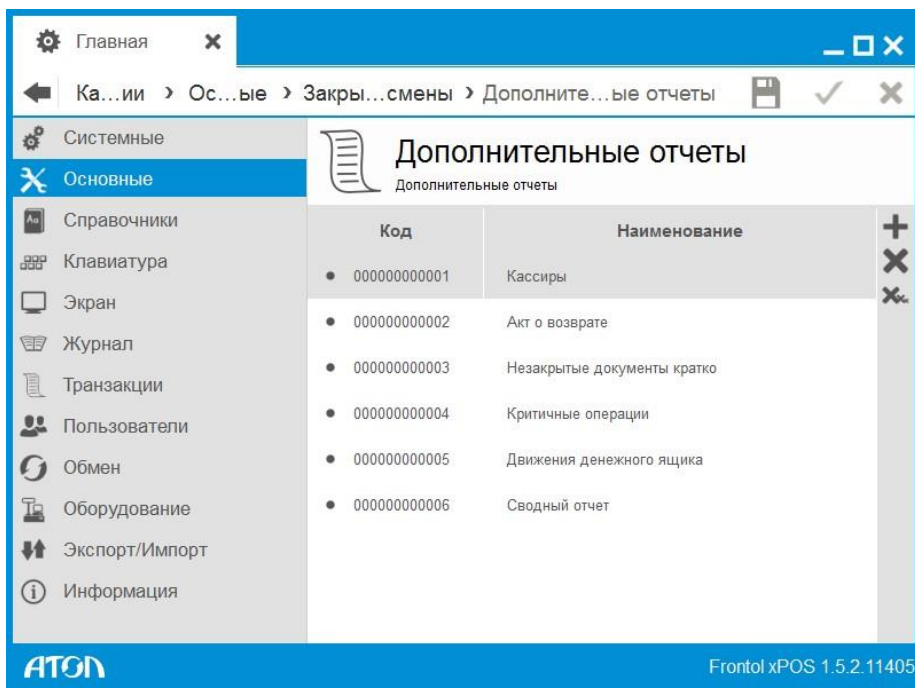 Главная
Ка...ии › Ос...ые › Закры...смены › Дополните...ые отчеты
Системные
Основные
Справочники
Клавиатура
Экран
Журнал
Транзакции
Пользователи
Обмен
Оборудование
Экспорт/Импорт
Информация
Дополнительные отчеты
Дополнительные отчеты
Код Наименование
000000000001 Кассиры
000000000002 Акт о возврате
000000000003 Незакрытые документы кратко
000000000004 Критичные операции
000000000005 Движения денежного ящика
000000000006 Сводный отчет
ATOЛ
Frontol xPOS 1.5.2.11405